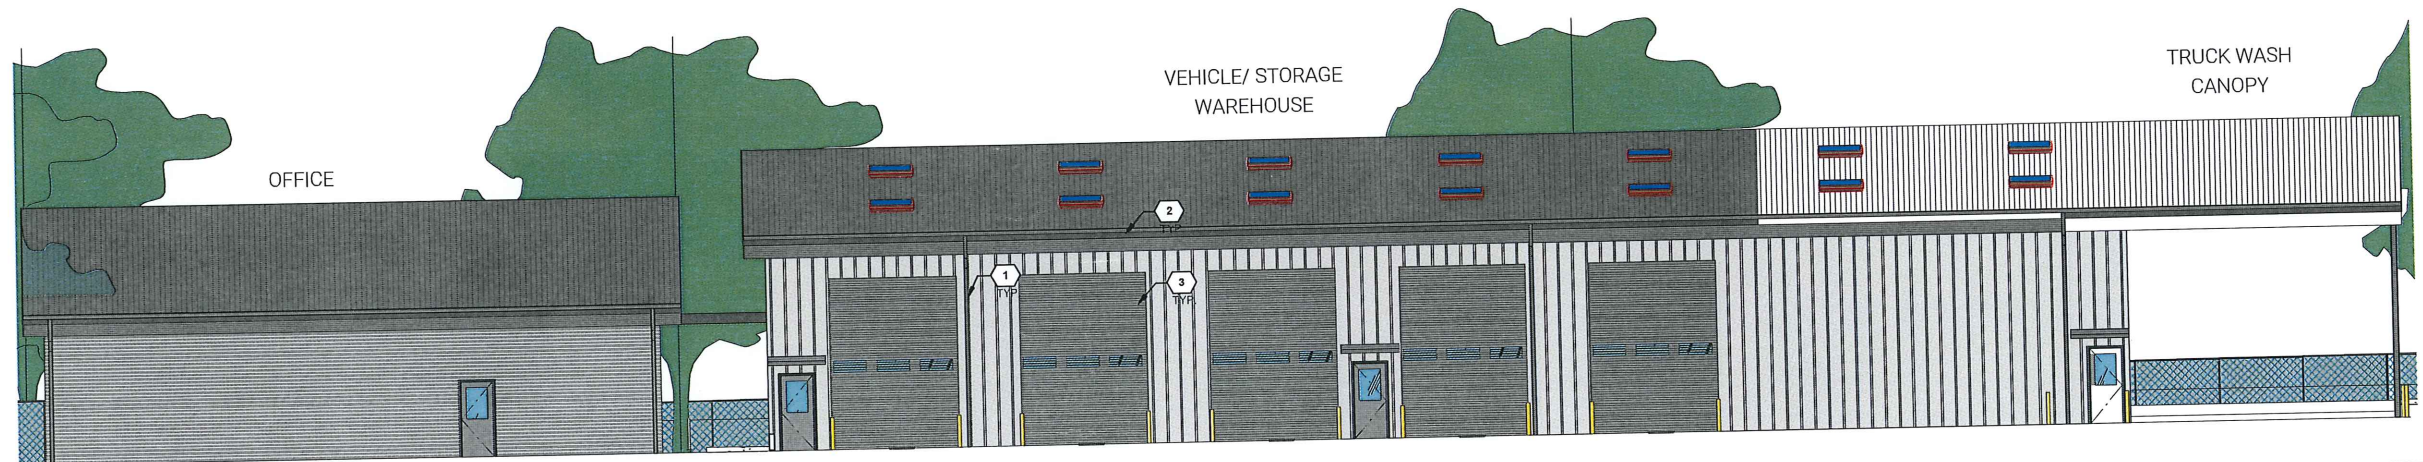 OFFICE
VEHICLE/ STORAGE
WAREHOUSE
TRUCK WASH
CANOPY
2
TYP.
1
TYP.
3
TYP.